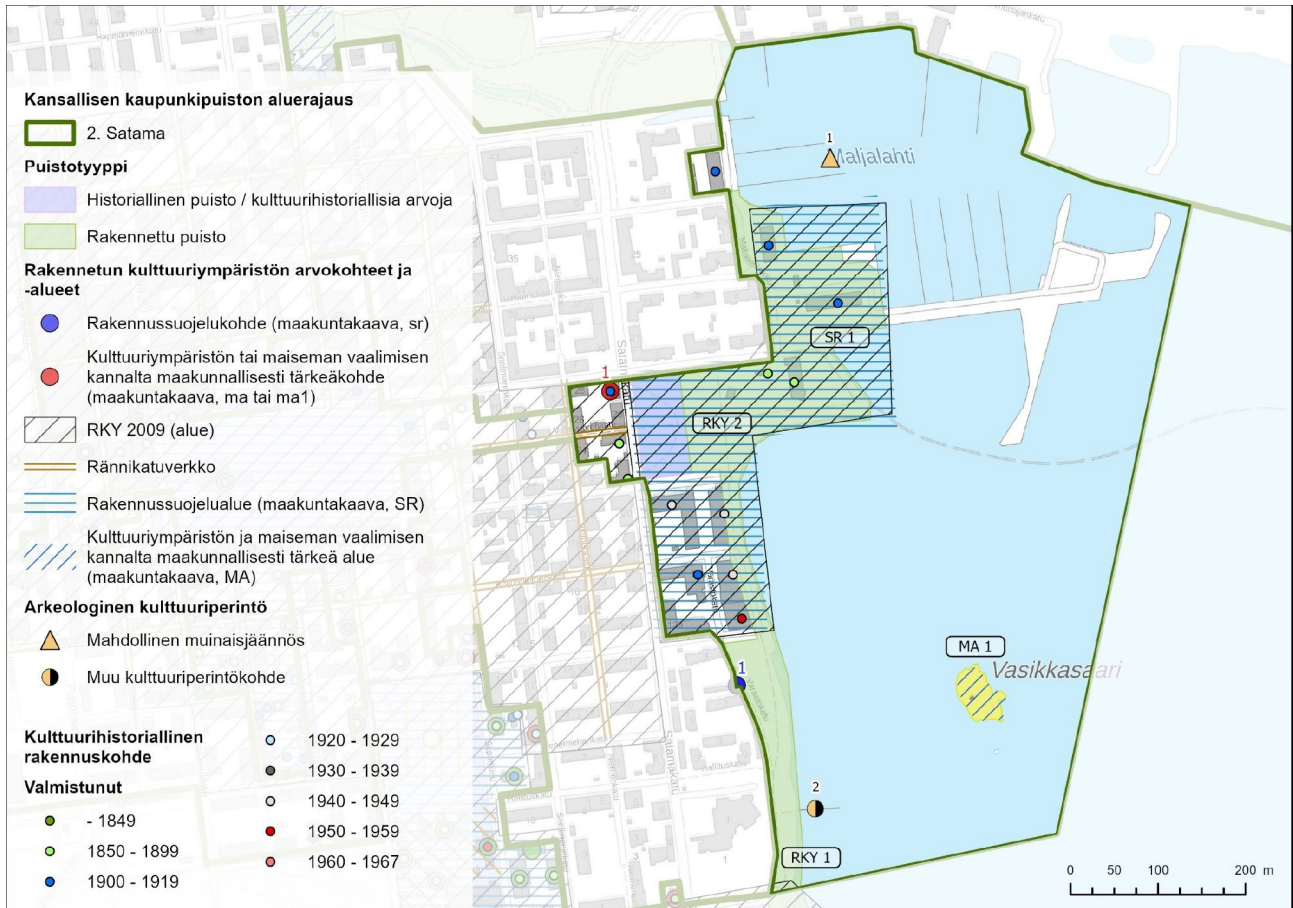 Kansallisen kaupunkipuiston aluerajaus
2. Satama
Puistotyyppi
Historiallinen puisto / kulttuurihistoriallisia arvoja
Rakennettu puisto
Rakennetun kulttuuriympäristön arvokohteet ja
-alueet
Rakennussuojelukohde (maakuntakaava, sr)
Kulttuuriympäristön tai maiseman vaalimisen
kannalta maakunnallisesti tärkeäkohde
(maakuntakaava, ma tai ma1)
RKY 2009 (alue)
Rännikatuverkko
Rakennussuojelualue (maakuntakaava, SR)
Kulttuuriympäristön ja maiseman vaalimisen
kannalta maakunnallisesti tärkeä alue
(maakuntakaava, MA)
Arkeologinen kulttuuriperintö
Mahdollinen muinaisjäännös
Muu kulttuuriperintökohde
Kulttuurihistoriallinen
rakennuskohde
Valmistunut
- 1849
1850 - 1899
1900 - 1919
1920 - 1929
1930 - 1939
1940 - 1949
1950 - 1959
1960 - 1967
1
Maljalahti
SR 1
1
RKY 2
MA 1
Vasikkasaari
1
Satamakatu
Hallituskatu
2
RKY 1
0 50 100 200 m